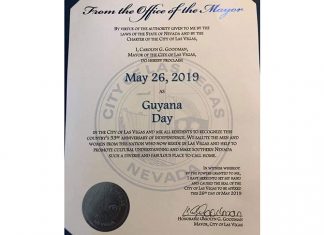 From the Office of the Mayor
BY VIRTUE OF THE AUTHORITY GIVEN TO ME BY THE
LAWS OF THE STATE OF NEVADA AND BY THE
CHARTER OF THE CITY OF LAS VEGAS,
I, CAROLYN G. GOODMAN,
MAYOR OF THE CITY OF LAS VEGAS,
DO HEREBY PROCLAIM
May 26, 2019
AS
Guyana
Day
IN THE CITY OF LAS VEGAS AND ASK ALL RESIDENTS TO RECOGNIZE THIS
COUNTRY'S 53RD ANNIVERSARY OF INDEPENDENCE. WE SALUTE THE MEN AND
WOMEN FROM THE NATION WHO NOW RESIDE IN LAS VEGAS AND HELP TO
PROMOTE CULTURAL UNDERSTANDING AND MAKE SOUTHERN NEVADA
SUCH A DIVERSE AND FABULOUS PLACE TO CALL HOME.
CITY OF LAS VEGAS
NEVADA
IN WITNESS WHEREOF,
BY THE POWERS GRANTED TO ME,
I HAVE HEREUNTO SET MY HAND
AND CAUSED THE SEAL OF THE
CITY OF LAS VEGAS TO BE AFFIXED THIS
26TH DAY OF MAY 2019
HONORABLE CAROLYN G. GOODMAN
MAYOR, CITY OF LAS VEGAS